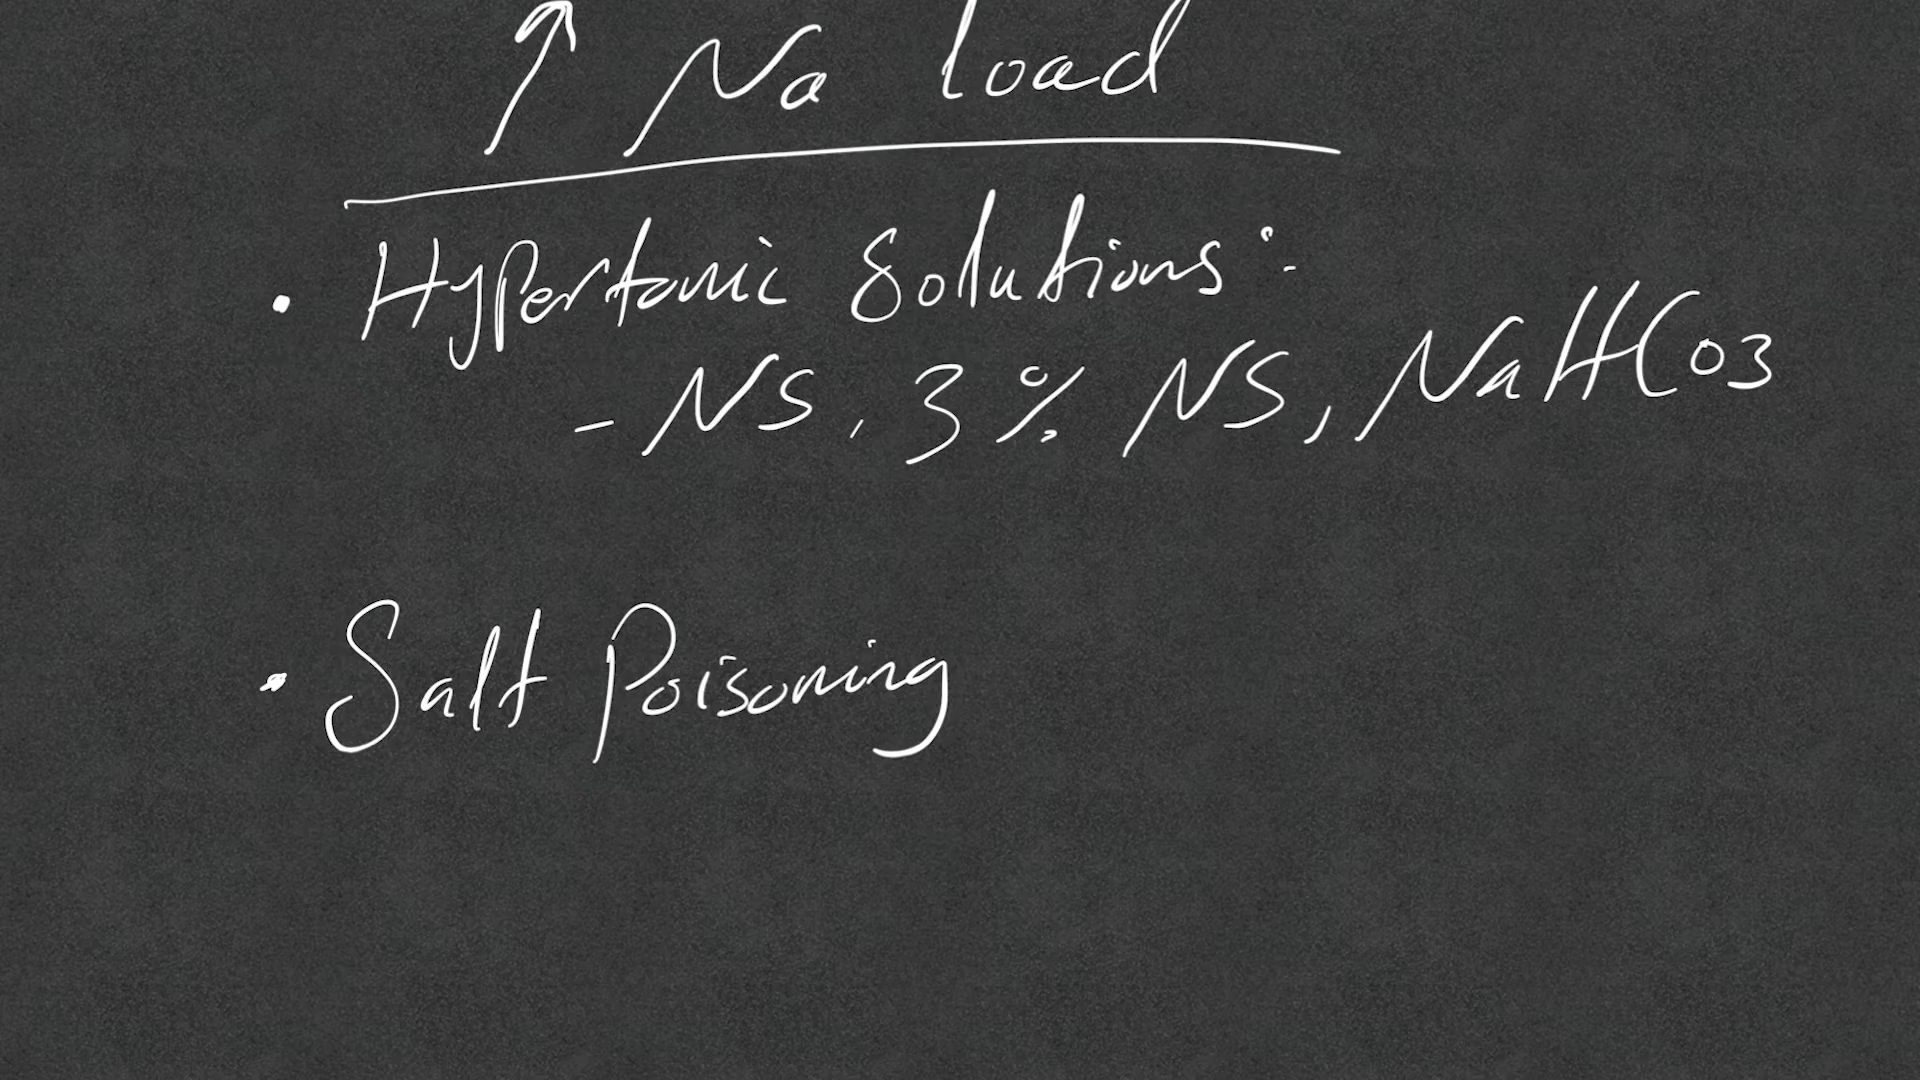 ↑ Na load
• Hypertonic Solutions:-
- NS, 3% NS, NaHCO3
• Salt Poisoning